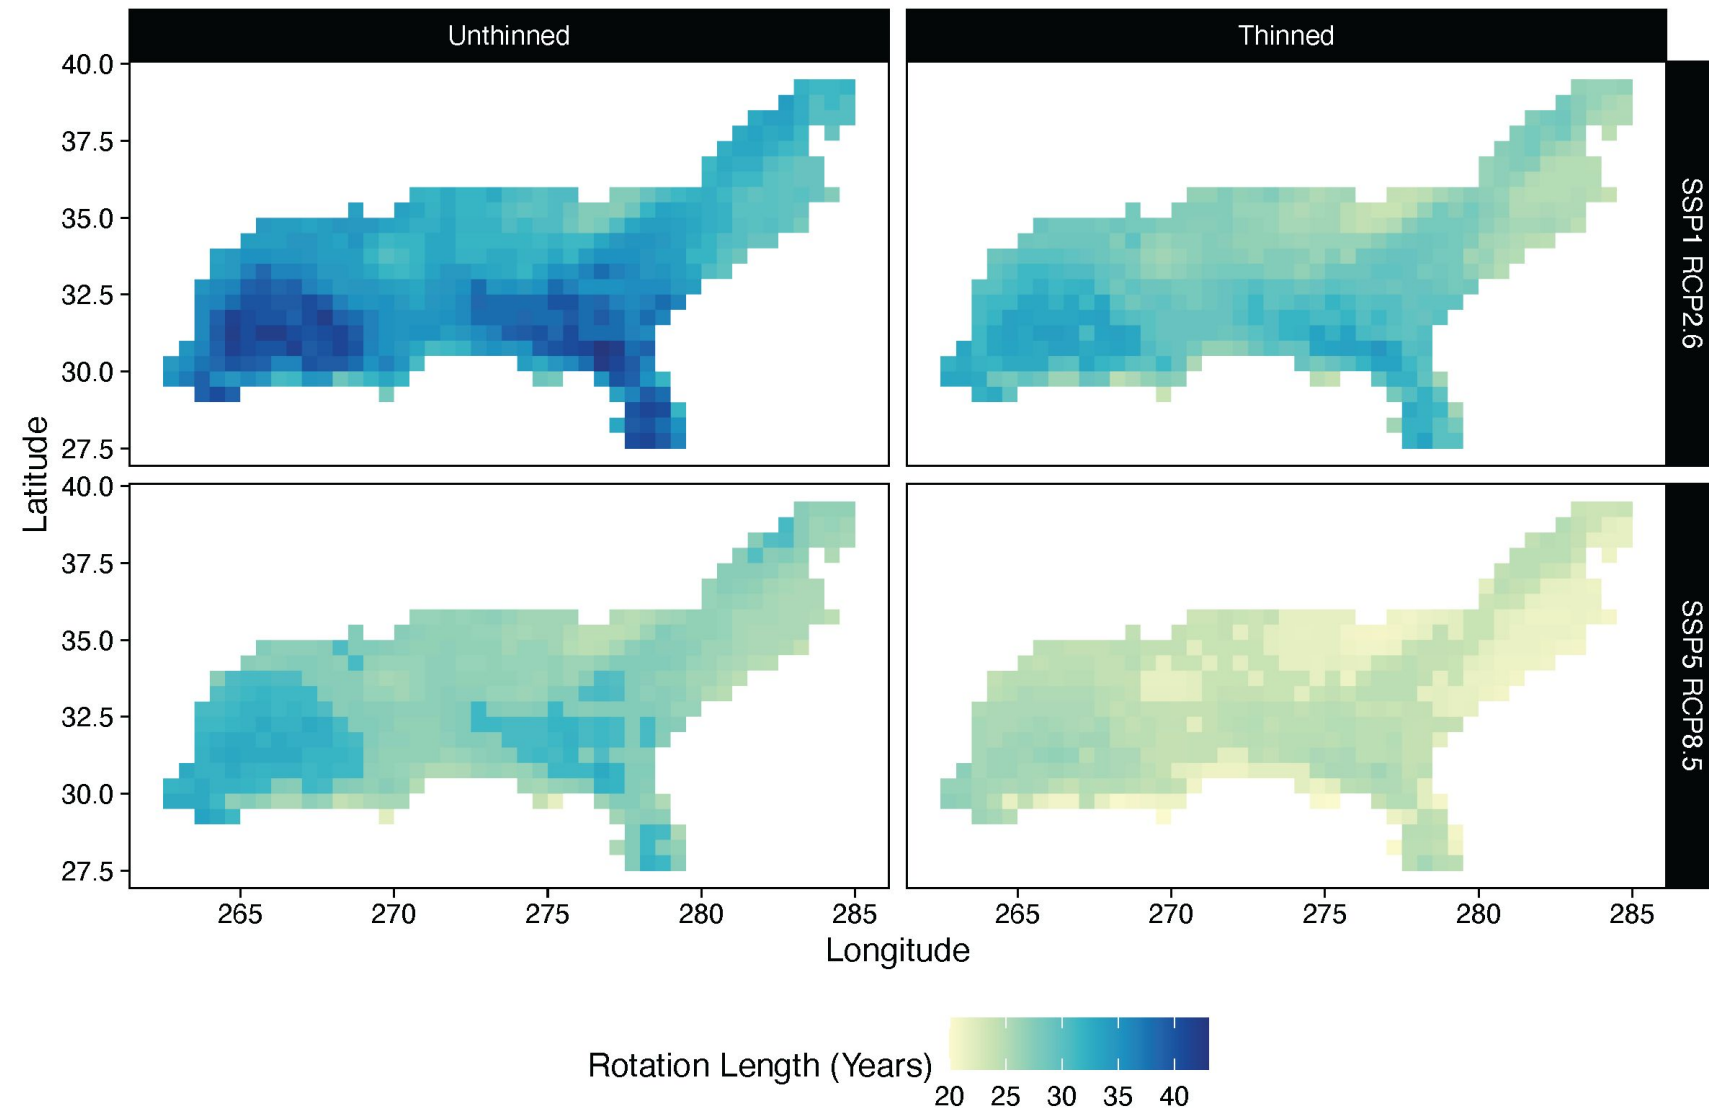 Unthinned
Thinned
40.0
37.5
35.0
32.5
30.0
27.5
SSP1 RCP2.6
Latitude
40.0
37.5
35.0
32.5
30.0
27.5
SSP5 RCP8.5
265 270 275 280 285
265 270 275 280 285
Longitude
Rotation Length (Years)
20 25 30 35 40